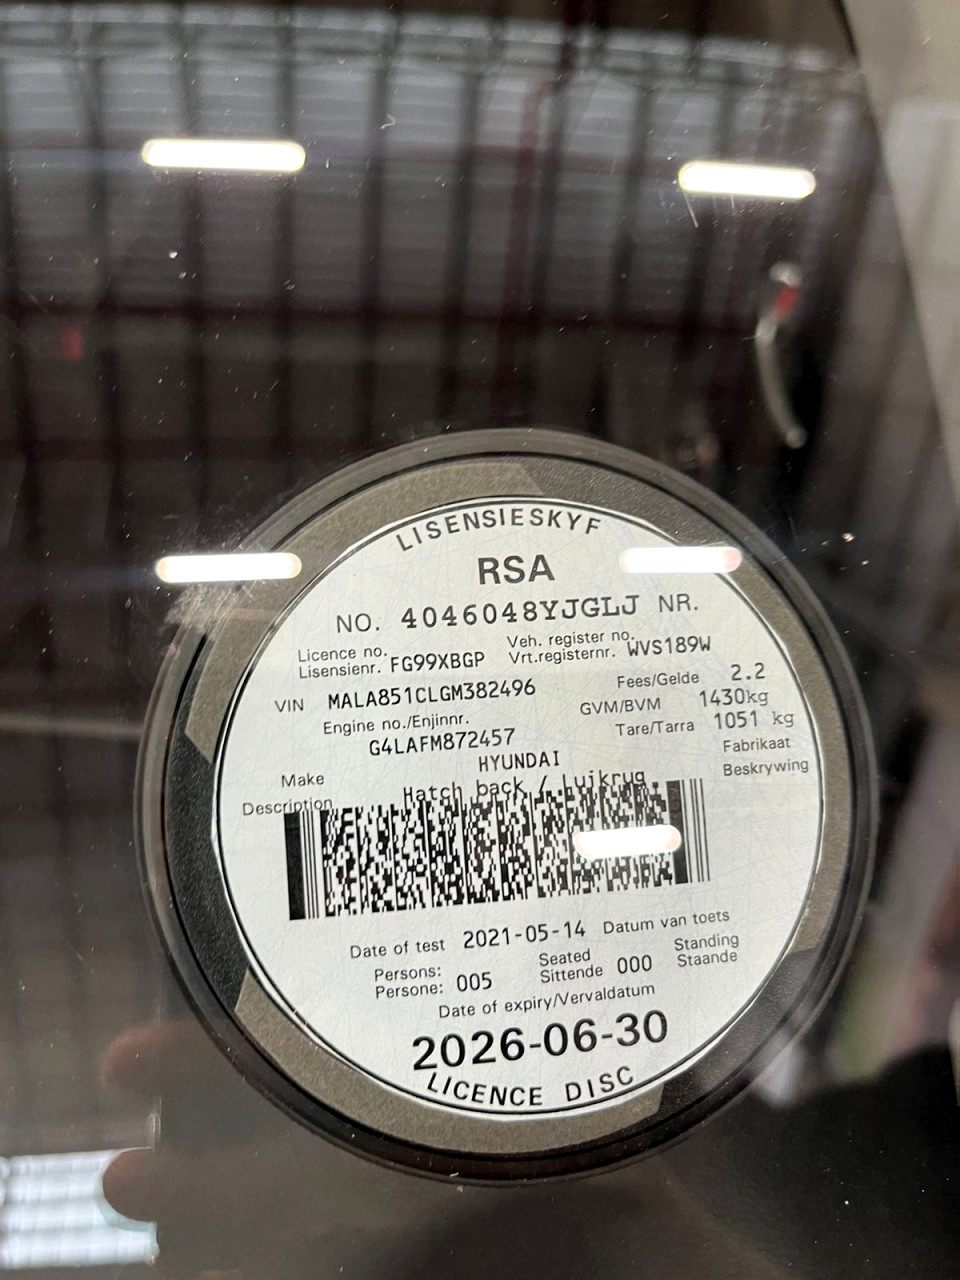 LISENSIESKYF
RSA
NO. 4046048YJGLJ NR.
Licence no. Veh. register no.
Lisensienr. FG99XBGP Vrt.registernr. WVS189W
VIN MALA851CLGM382496 Fees/Gelde 2.2
Engine no./Enjinnr. GVM/BVM 1430kg
G4LAFM872457 Tare/Tarra 1051 kg
Make HYUNDAI Fabrikaat
Description Hatch back / Luikrug Beskrywing
Date of test 2021-05-14 Datum van toets
Persons: Seated Standing
Persone: 005 Sittende 000 Staande
Date of expiry/Vervaldatum
2026-06-30
LICENCE DISC